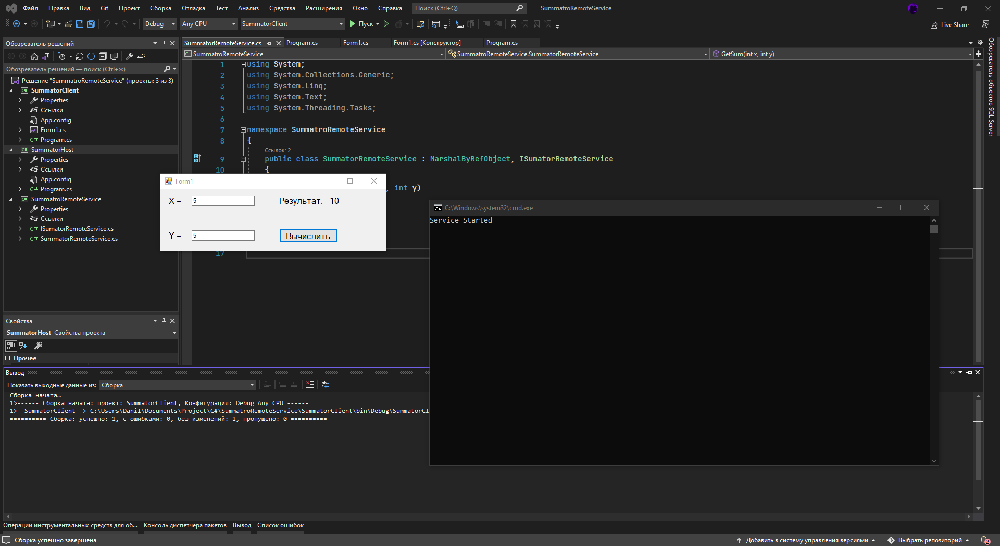 Файл Правка Вид Git Проект Сборка Отладка Тест Анализ Средства Расширения Окно Справка Поиск (Ctrl+Q) SummatroRemoteService
Debug Any CPU SummatorClient Пуск Live Share
Обозреватель решений
Обозреватель решений — поиск (Ctrl+ж)
Решение "SummatroRemoteService" (проекты: 3 из 3)
SummatorClient
Properties
Ссылки
App.config
Form1.cs
Program.cs
SummatorHost
Properties
Ссылки
App.config
Program.cs
SummatroRemoteService
Properties
Ссылки
ISumatorRemoteService.cs
SummatorRemoteService.cs
Свойства
SummatorHost Свойства проекта
Прочее
SummatorRemoteService.cs Program.cs Form1.cs Form1.cs [Конструктор] Program.cs
SummatroRemoteService SummatroRemoteService.SummatorRemoteService GetSum(int x, int y)
1 using System;
2 using System.Collections.Generic;
3 using System.Linq;
4 using System.Text;
5 using System.Threading.Tasks;
6
7 namespace SummatroRemoteService
8 {
Ссылок: 2
9 public class SummatorRemoteService : MarshalByRefObject, ISumatorRemoteService
10 {
, int y)
17
Form1
X = 5 Результат: 10
Y = 5 Вычислить
C:\Windows\system32\cmd.exe
Service Started
Обозреватель объектов SQL Server
Вывод
Показать выходные данные из: Сборка
Сборка начата…
1>------ Сборка начата: проект: SummatorClient, Конфигурация: Debug Any CPU ------
1> SummatorClient -> C:\Users\Danil\Documents\Project\C#\SummatroRemoteService\SummatorClient\bin\Debug\SummatorCl
========== Сборка: успешно: 1, с ошибками: 0, без изменений: 1, пропущено: 0 ==========
Операции инструментальных средств для об... Консоль диспетчера пакетов Вывод Список ошибок
Сборка успешно завершена Добавить в систему управления версиями Выбрать репозиторий 2